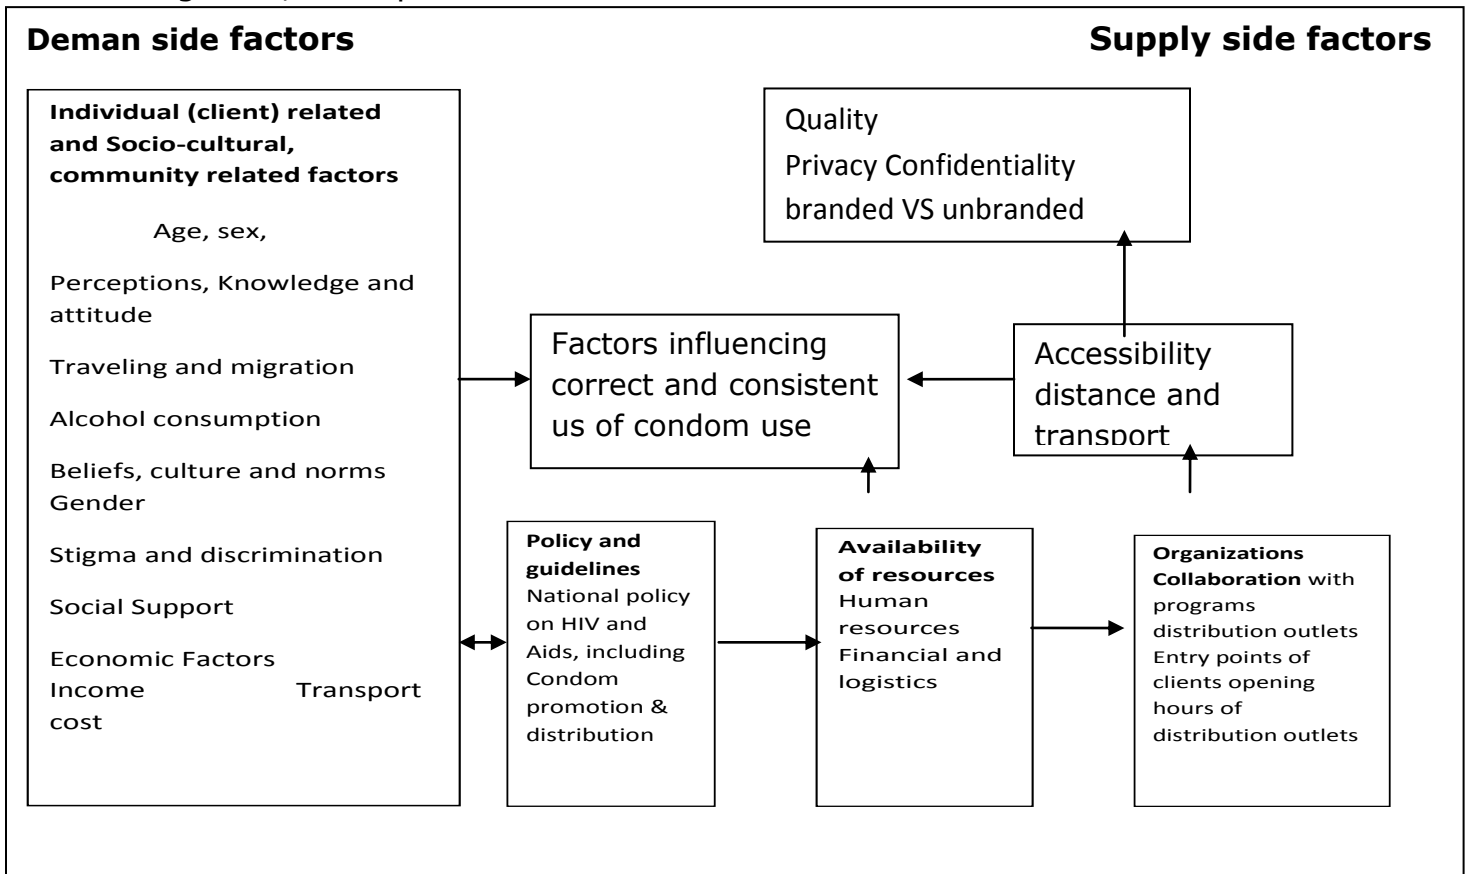 Deman side factors
Supply side factors
Individual (client) related
and Socio-cultural,
community related factors
Age, sex,
Perceptions, Knowledge and
attitude
Traveling and migration
Alcohol consumption
Beliefs, culture and norms
Gender
Stigma and discrimination
Social Support
Economic Factors
Income Transport
cost
Quality
Privacy Confidentiality
branded VS unbranded
Factors influencing
correct and consistent
us of condom use
Accessibility
distance and
transport
Policy and
guidelines
National policy
on HIV and
Aids, including
Condom
promotion &
distribution
Availability
of resources
Human
resources
Financial and
logistics
Organizations
Collaboration with
programs
distribution outlets
Entry points of
clients opening
hours of
distribution outlets